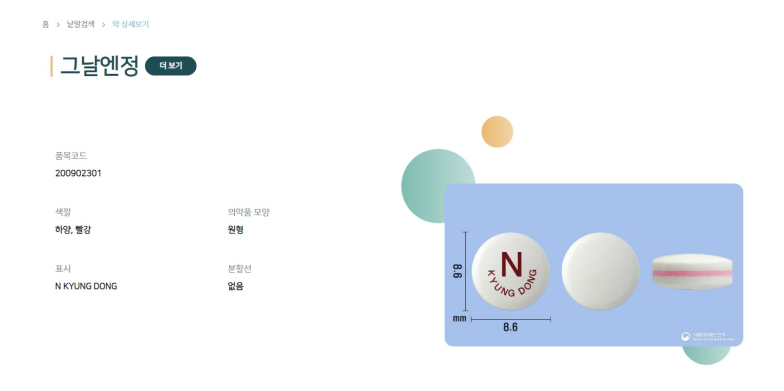 홈 > 낱알검색 > 약 상세보기
그날엔정 더 보기
품목코드
200902301
색깔 의약품 모양
하양, 빨강 원형
표시 분할선
N KYUNG DONG 없음
8.6
N
KYUNG DONG
mm
8.6